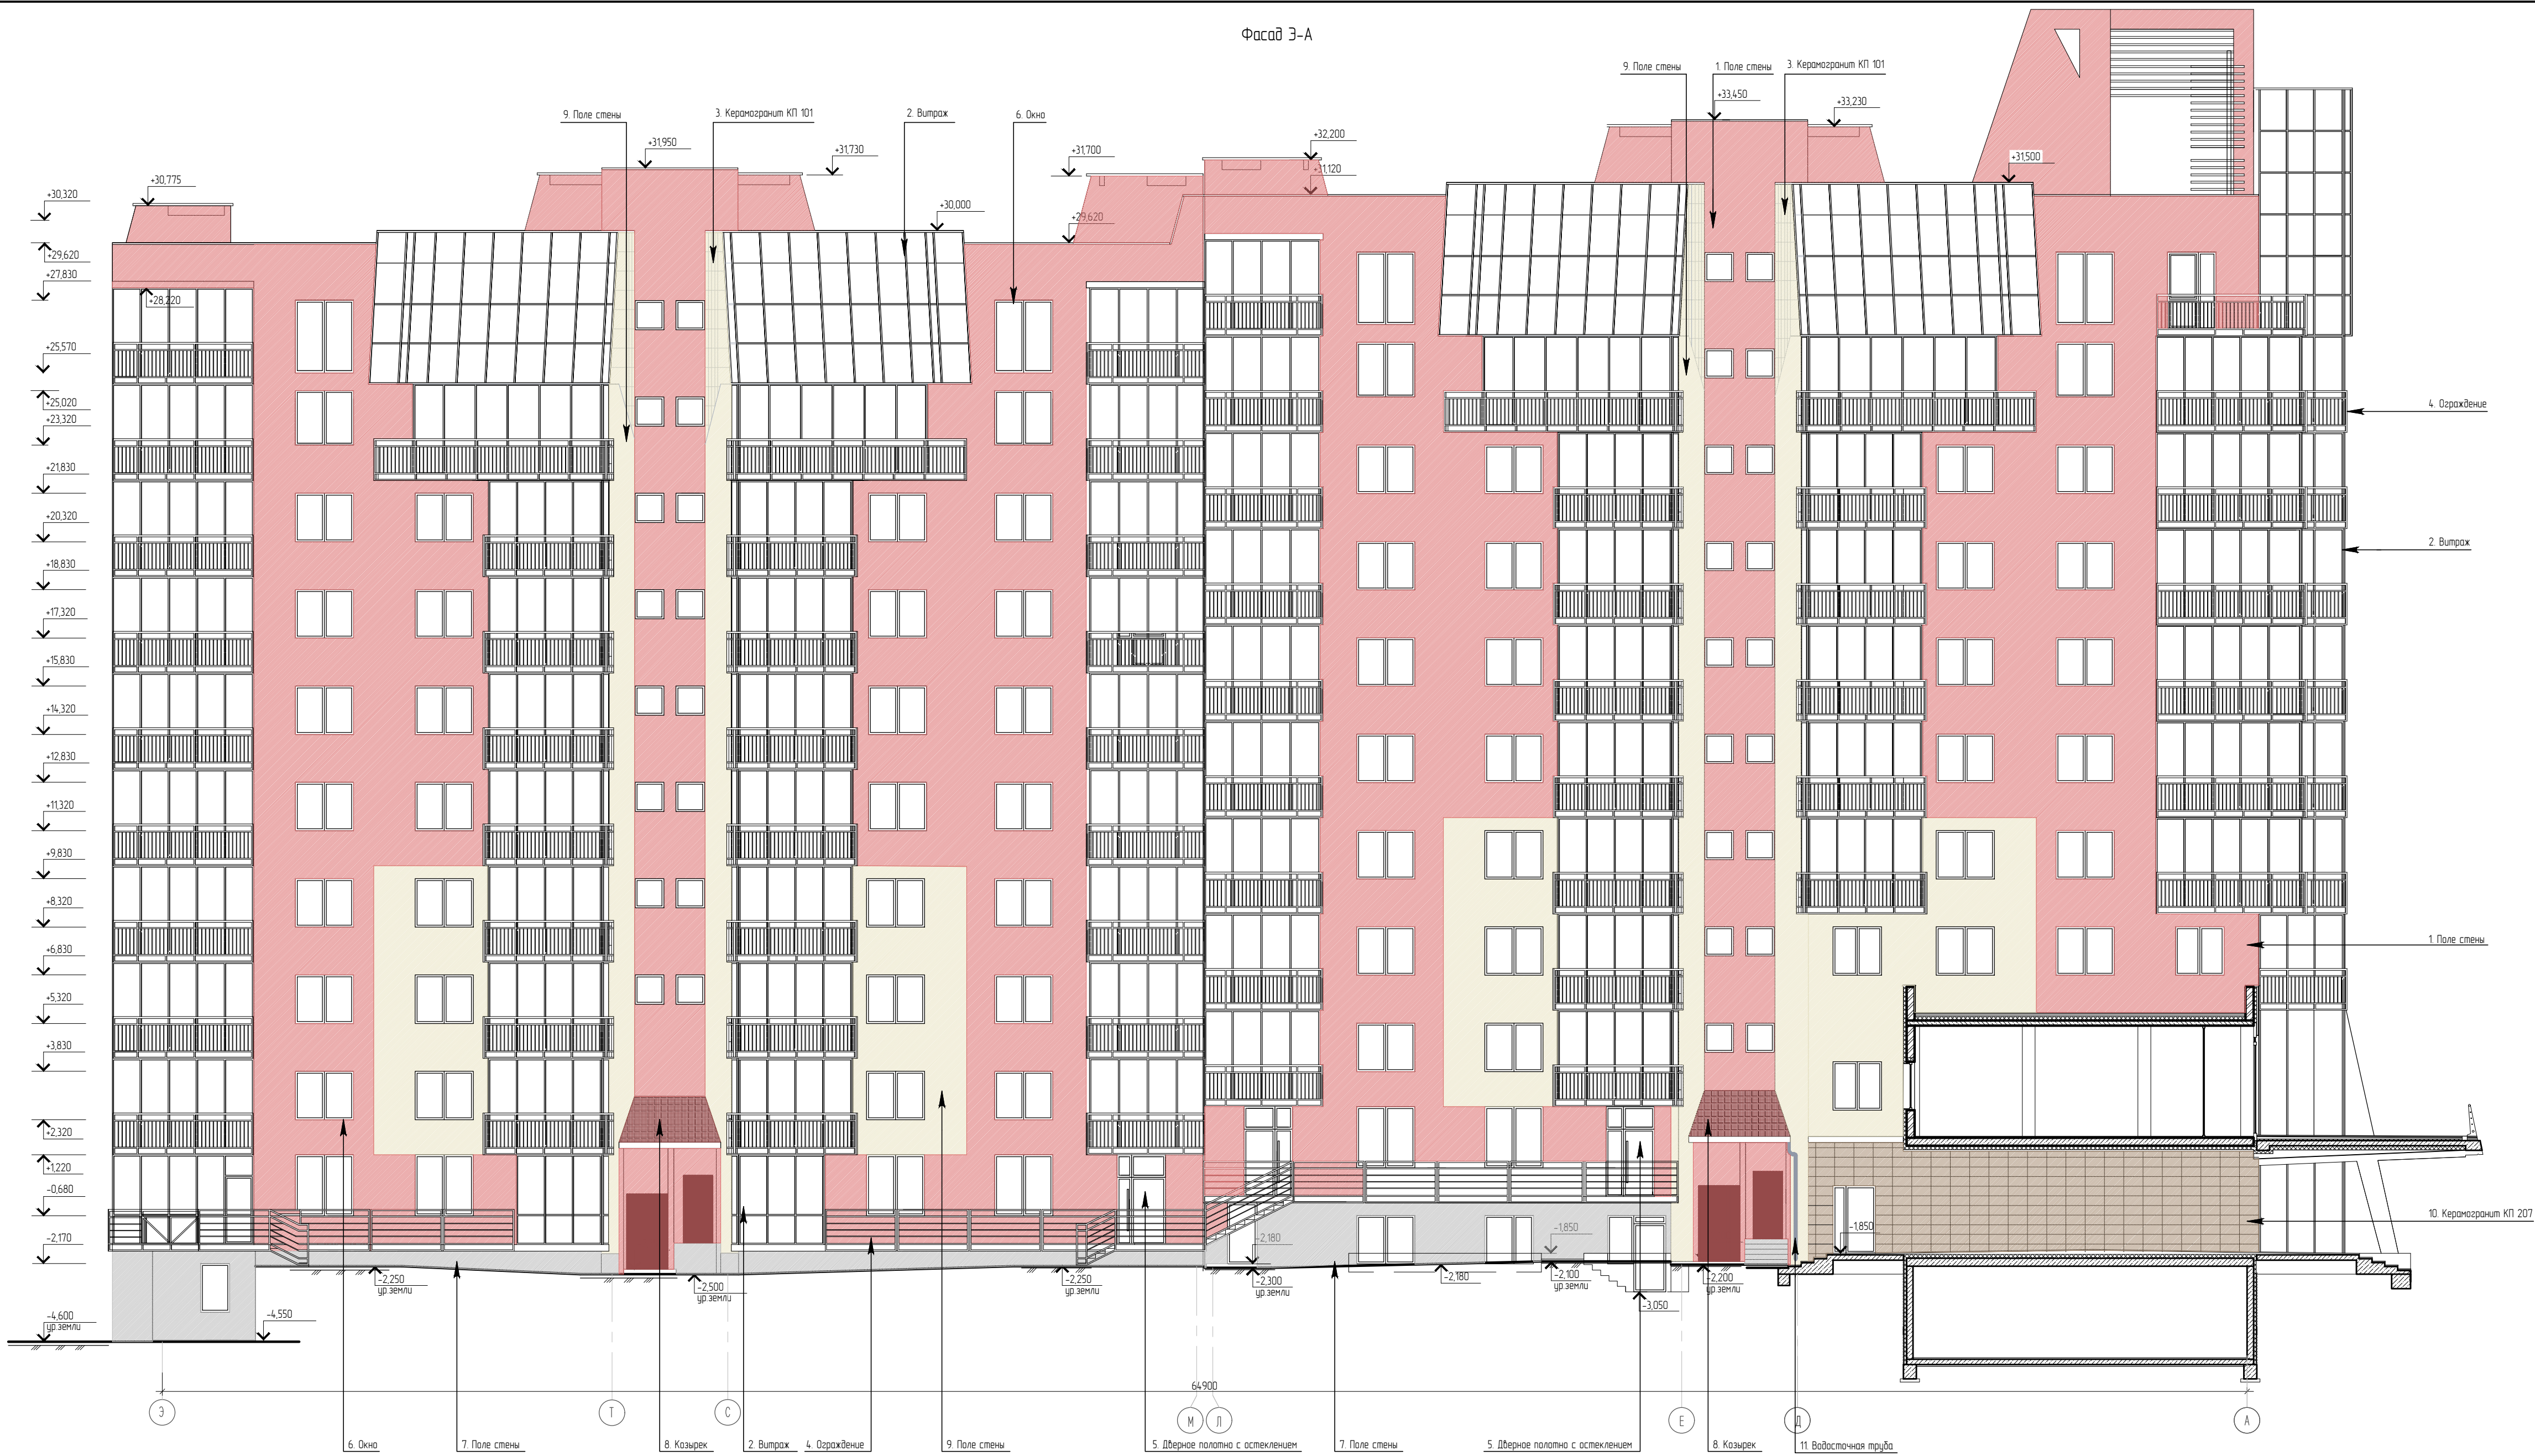 Фасад Э-А
9. Поле стены
1. Поле стены
3. Керамогранит КП 101
+33,450
+33,230
9. Поле стены
3. Керамогранит КП 101
2. Витраж
6. Окно
+32,200
+31,950
+31,730
+31,700
+31,500
+31,120
+30,775
+30,320
+30,000
+29,620
+29,620
+27,830
+28,220
+25,570
+25,020
4. Ограждение
+23,320
+21,830
+20,320
2. Витраж
+18,830
+17,320
+15,830
+14,320
+12,830
+11,320
+9,830
+8,320
1. Поле стены
+6,830
+5,320
+3,830
+2,320
+1,220
-0,680
10. Керамогранит КП 207
-1,850
-1,850
-2,180
-2,170
-2,250
ур.земли
-2,500
ур.земли
-2,250
ур.земли
-2,300
ур.земли
-2,180
-2,100
ур.земли
-2,200
ур.земли
-3,050
-4,600
ур.земли
-4,550
64900
Э
Т
С
М
Л
Е
Д
А
6. Окно
7. Поле стены
8. Козырек
2. Витраж
4. Ограждение
9. Поле стены
5. Дверное полотно с остеклением
7. Поле стены
5. Дверное полотно с остеклением
8. Козырек
11. Водосточная труба